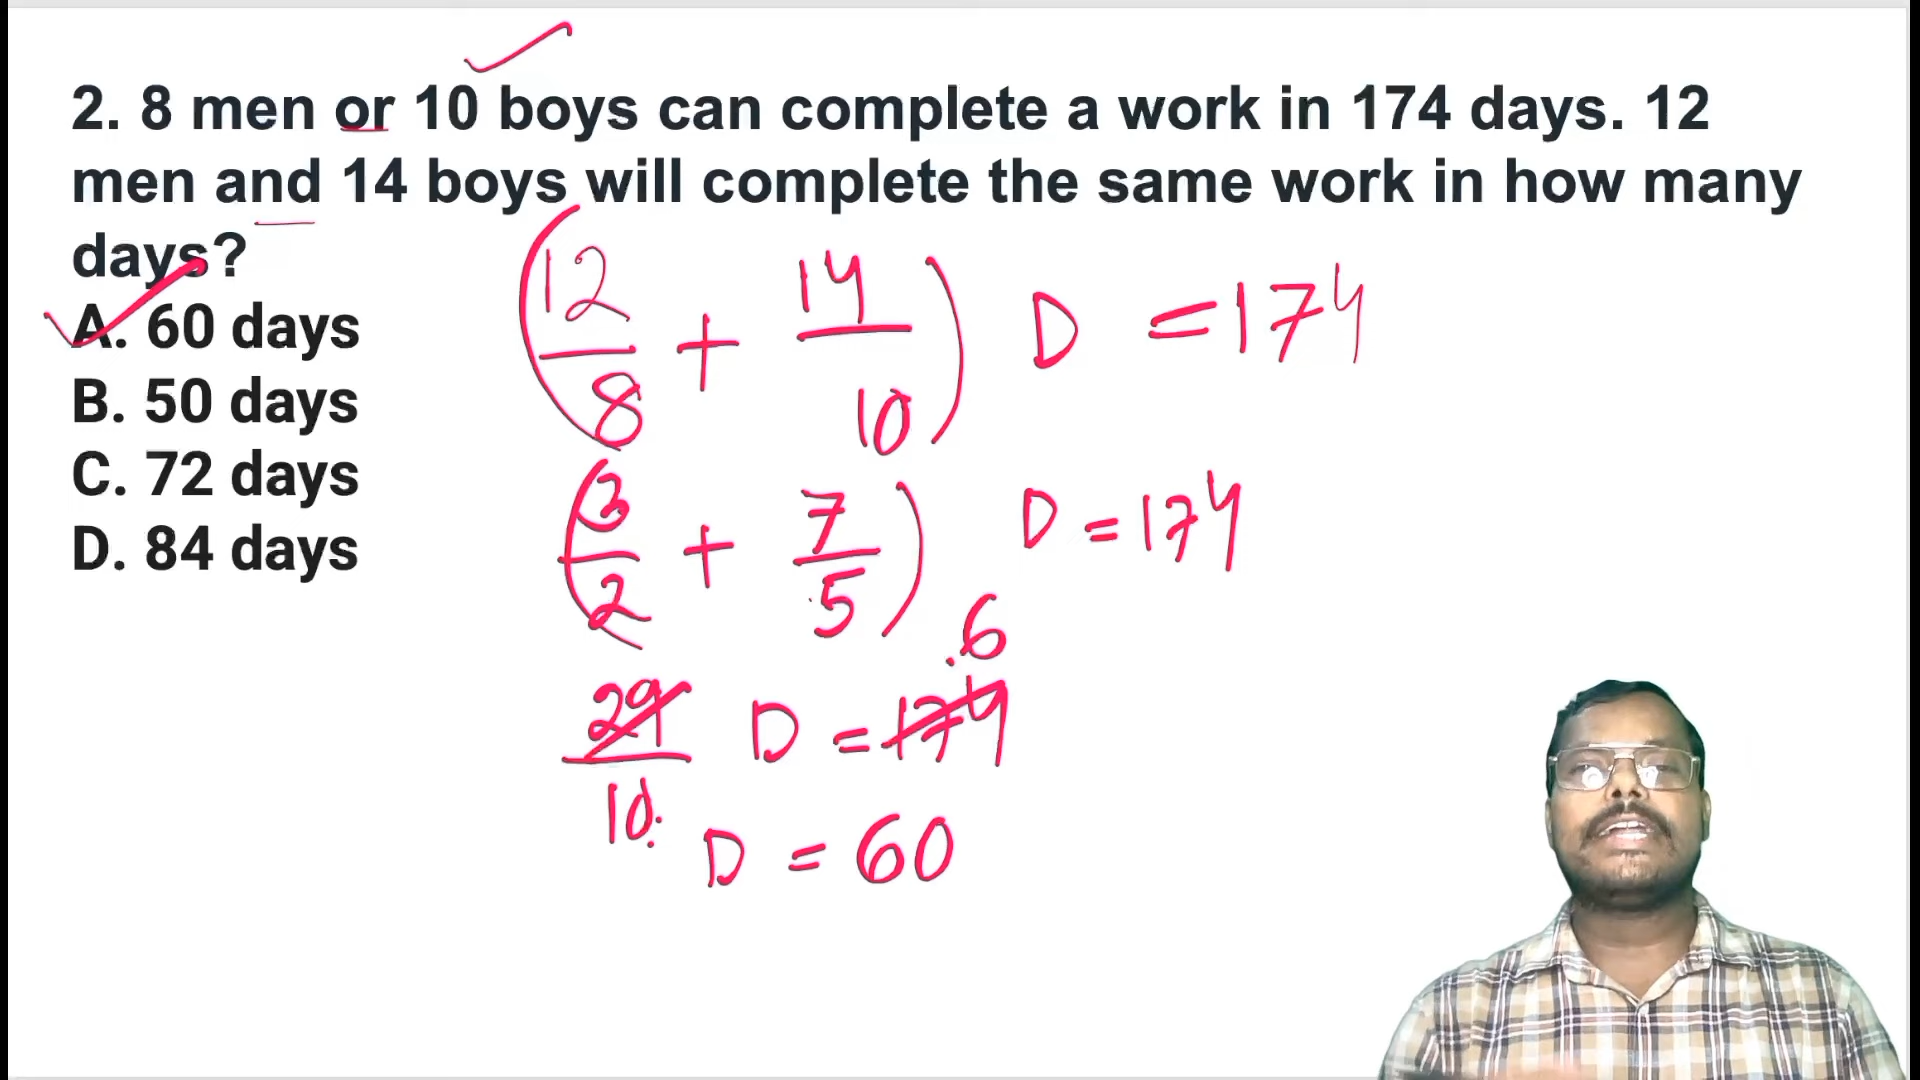 2. 8 men or 10 boys can complete a work in 174 days. 12
men and 14 boys will complete the same work in how many
days?
A. 60 days
B. 50 days
C. 72 days
D. 84 days
(12/8 + 14/10) D = 174
(3/2 + 7/5) D = 174
6
29/10 D = 174
D = 60